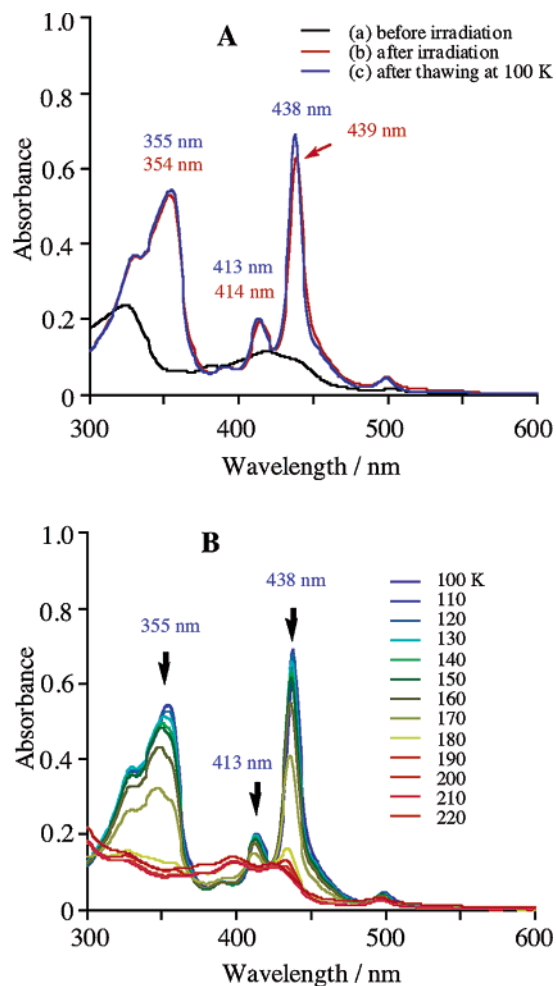 A
(a) before irradiation
(b) after irradiation
(c) after thawing at 100 K
438 nm
439 nm
355 nm
354 nm
413 nm
414 nm
Absorbance
1.0
0.8
0.6
0.4
0.2
0
300
400
500
600
Wavelength / nm
B
438 nm
355 nm
413 nm
100 K
110
120
130
140
150
160
170
180
190
200
210
220
Absorbance
1.0
0.8
0.6
0.4
0.2
0
300
400
500
600
Wavelength / nm